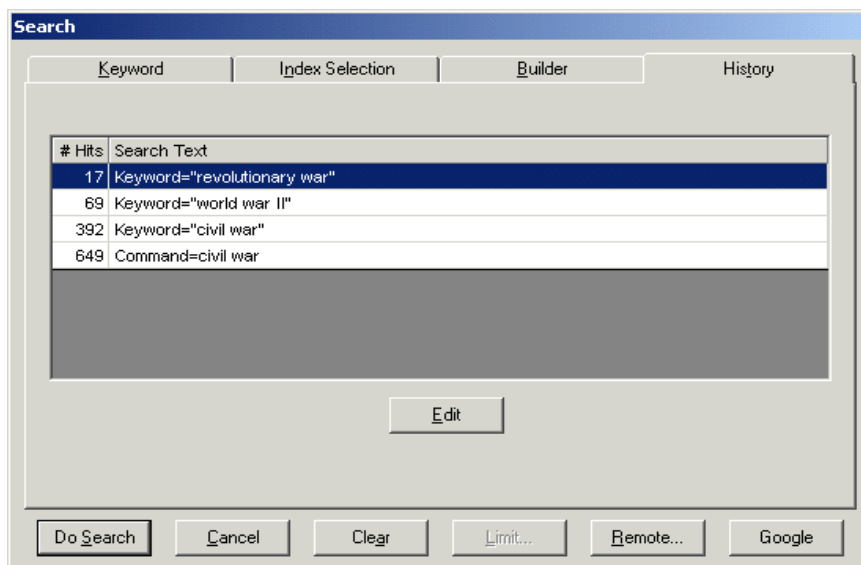 Search
Keyword Index Selection Builder History
# Hits Search Text
17 Keyword="revolutionary war"
69 Keyword="world war II"
392 Keyword="civil war"
649 Command=civil war
Edit
Do Search Cancel Clear Limit... Remote... Google